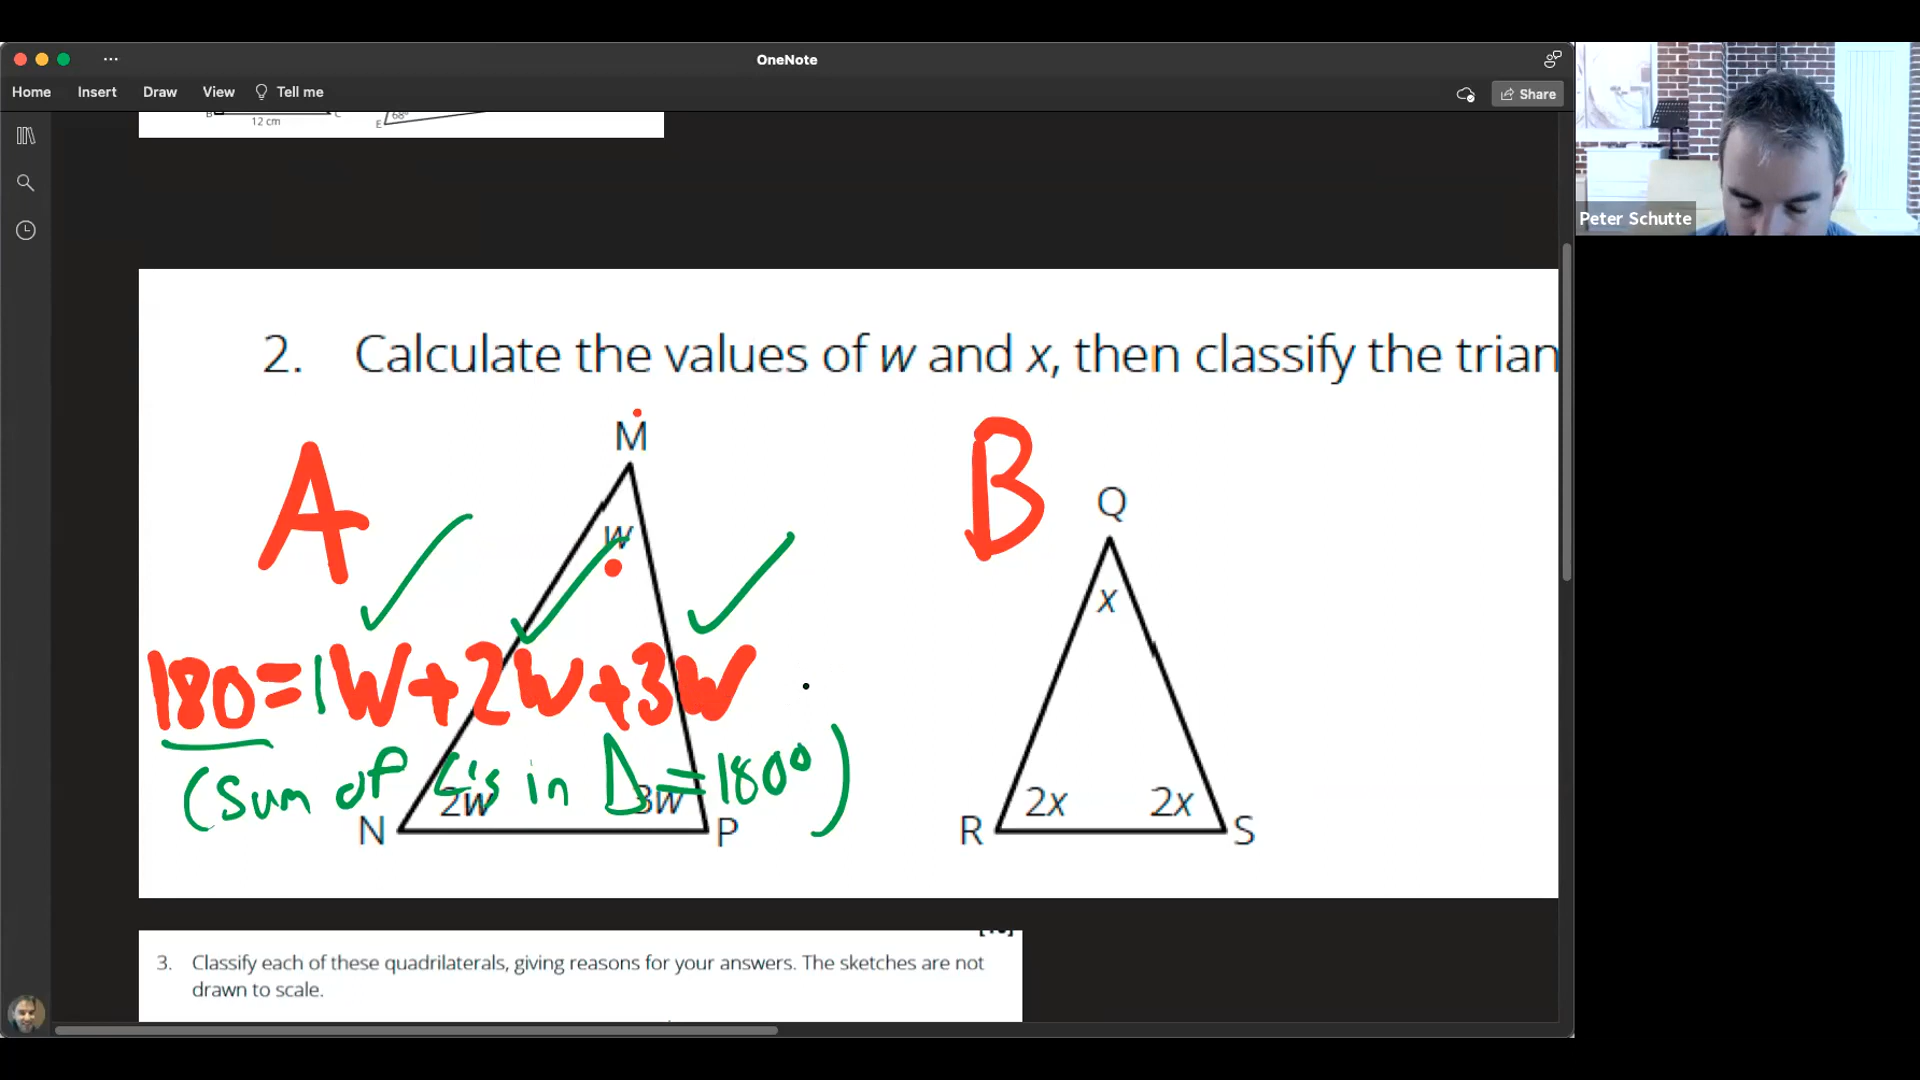 OneNote
Home Insert Draw View Tell me
Share
B 12 cm C
E 68°
2. Calculate the values of w and x, then classify the trian
A
M
w
B
Q
x
180=1W+2W+3W
(Sum of ∠'s in Δ=180°)
2w 3w
N P
2x 2x
R S
[10]
3. Classify each of these quadrilaterals, giving reasons for your answers. The sketches are not
drawn to scale.
Peter Schutte